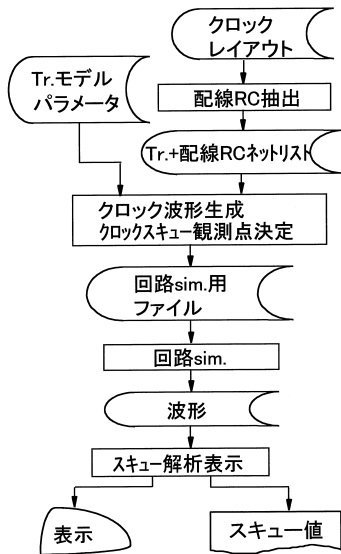 クロック
レイアウト
Tr.モデル
パラメータ
配線RC抽出
Tr.+配線RCネットリスト
クロック波形生成
クロックスキュー観測点決定
回路sim.用
ファイル
回路sim.
波形
スキュー解析表示
表示
スキュー値